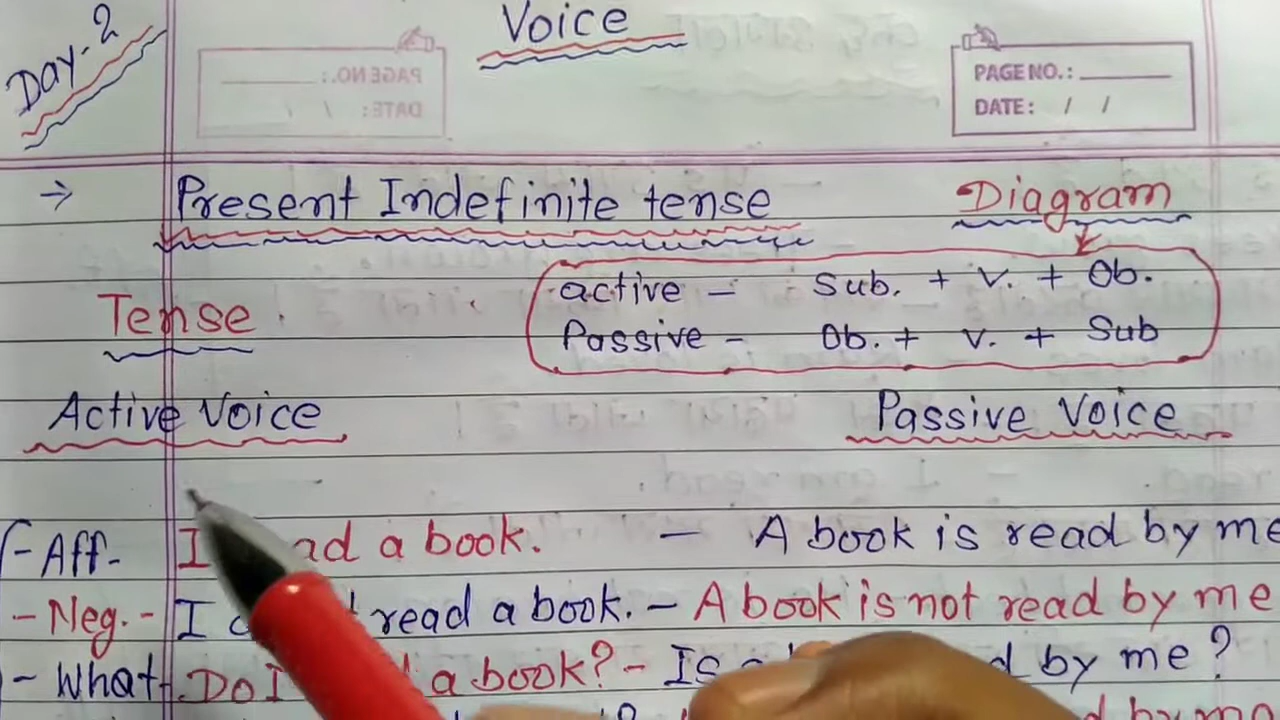 Day-2
Voice
PAGE NO.:
DATE: / /
PAGE NO.:
DATE: / /
→ Present Indefinite tense
Diagram
active - Sub. + V. + Ob.
Passive - Ob. + V. + Sub
Tense
Active Voice Passive Voice
- Aff- I a book. - A book is read by me
- Neg. - I read a book. - A book is not read by me
- What Do I a book? - Is by me?